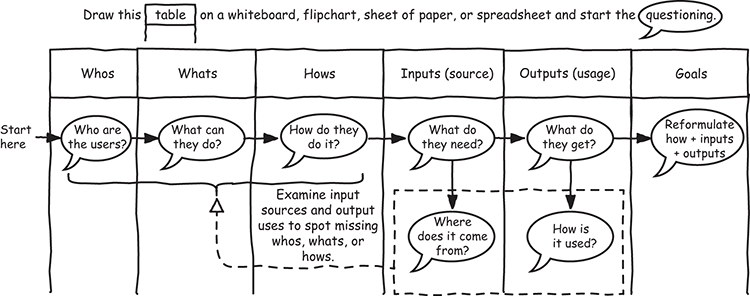 Draw this table on a whiteboard, flipchart, sheet of paper, or spreadsheet and start the questioning.
Whos
Whats
Hows
Inputs (source)
Outputs (usage)
Goals
Start
here
Who are
the users?
What can
they do?
How do they
do it?
What do
they need?
What do
they get?
Reformulate
how + inputs
+ outputs
Examine input
sources and output
uses to spot missing
whos, whats, or
hows.
Where
does it come
from?
How is
it used?